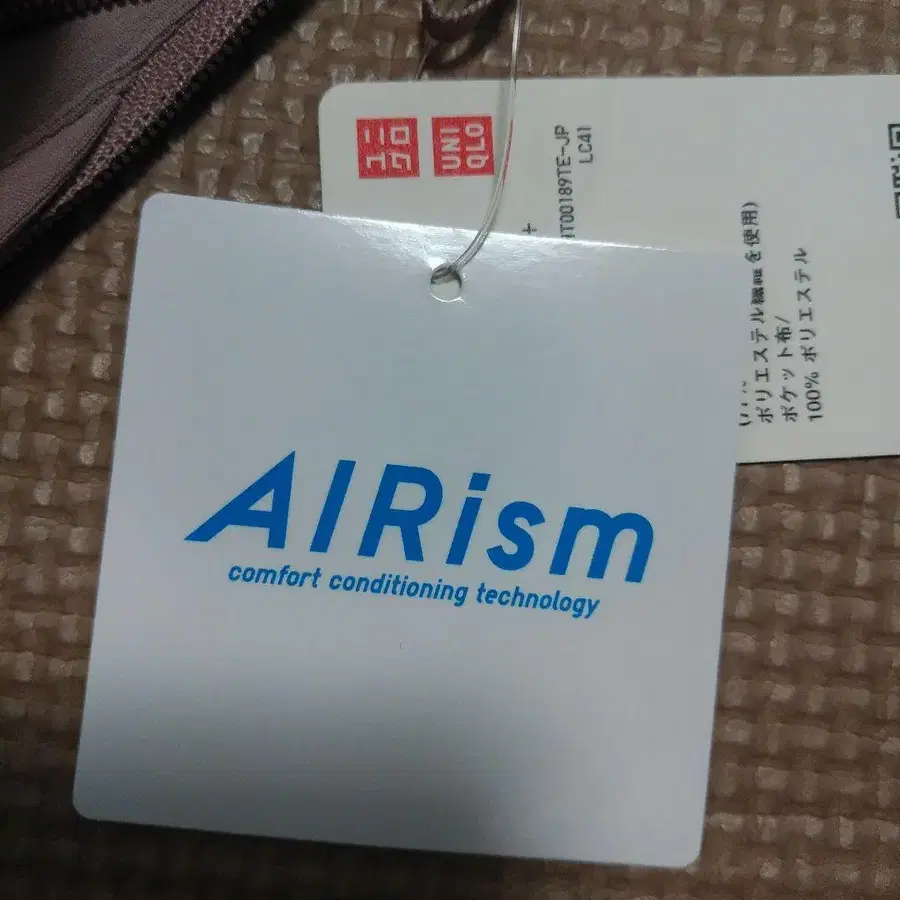 AIRism
comfort conditioning technology
ユニ
クロ
UNI
QLO
+
HT00189TE-JP
LC41
ポリエステル繊維を使用)
ポケット布/
100% ポリエステル